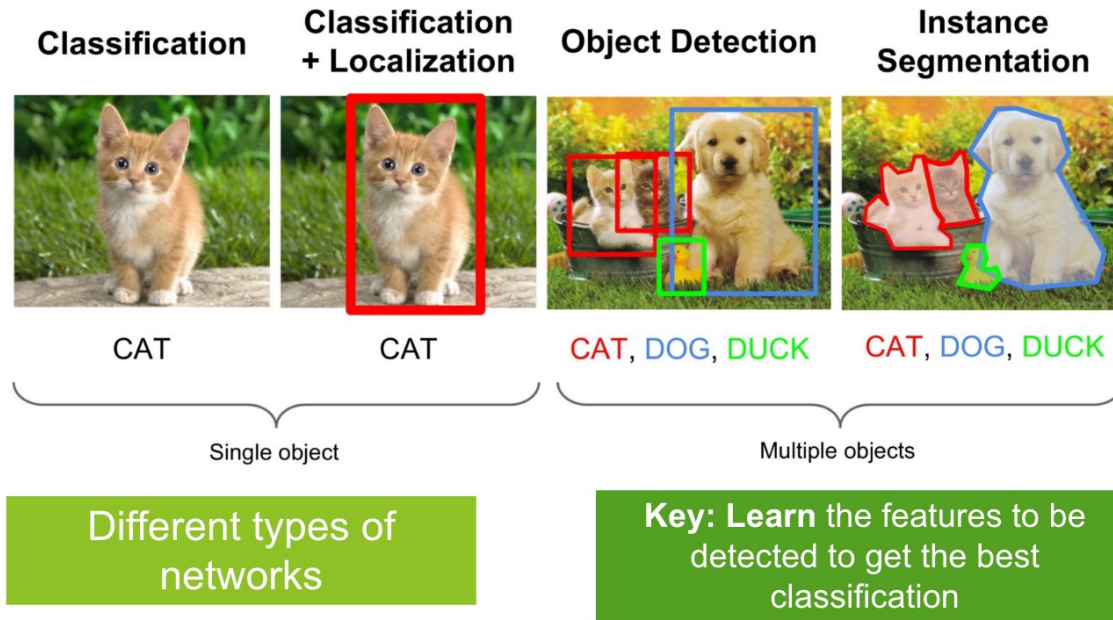 Classification
Classification
+ Localization
Object Detection
Instance
Segmentation
CAT
CAT
CAT, DOG, DUCK
CAT, DOG, DUCK
Single object
Multiple objects
Different types of
networks
Key: Learn the features to be
detected to get the best
classification